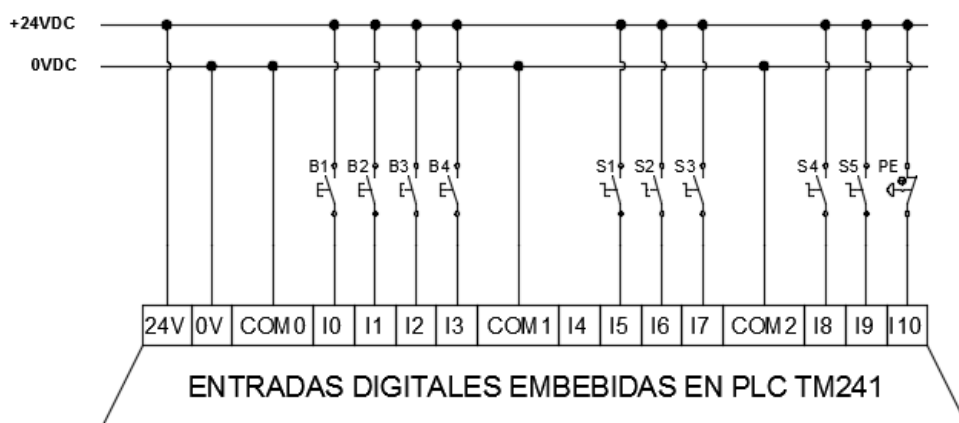 +24VDC
0VDC
B1 B2 B3 B4 S1 S2 S3 S4 S5 PE
24V 0V COM0 I0 I1 I2 I3 COM1 I4 I5 I6 I7 COM2 I8 I9 I10
ENTRADAS DIGITALES EMBEBIDAS EN PLC TM241